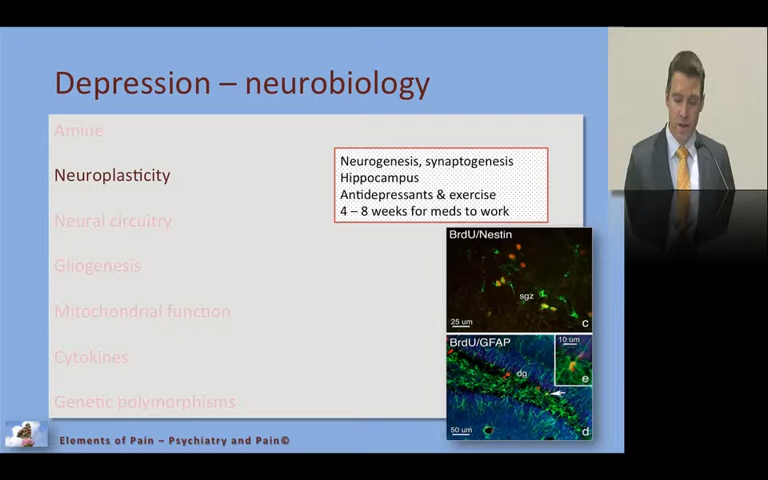 Depression – neurobiology
Amine
Neuroplasticity
Neural circuitry
Gliogenesis
Mitochondrial function
Cytokines
Genetic polymorphisms
Neurogenesis, synaptogenesis
Hippocampus
Antidepressants & exercise
4 – 8 weeks for meds to work
BrdU/Nestin
sgz
25 um
c
BrdU/GFAP
10 um
dg
e
50 um
d
Elements of Pain – Psychiatry and Pain©